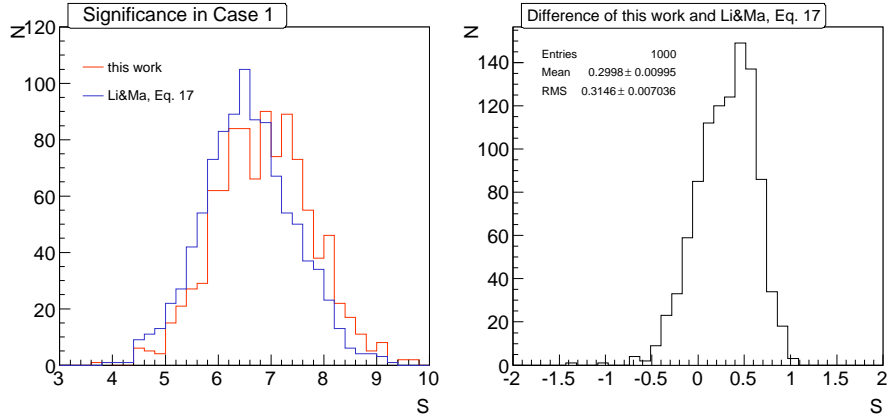 Significance in Case 1
N
120
100
80
60
40
20
0
this work
Li&Ma, Eq. 17
3 4 5 6 7 8 9 10
S
Difference of this work and Li&Ma, Eq. 17
N
140
120
100
80
60
40
20
0
Entries 1000
Mean 0.2998± 0.00995
RMS 0.3146± 0.007036
-2 -1.5 -1 -0.5 0 0.5 1 1.5 2
S